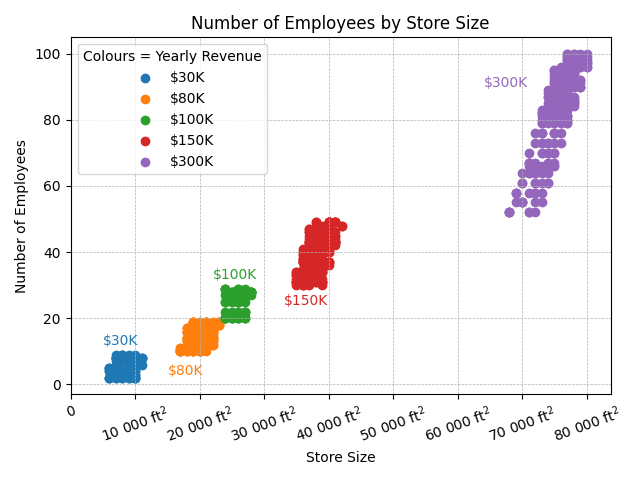 Number of Employees by Store Size
Number of Employees
100
80
60
40
20
0
Colours = Yearly Revenue
$30K
$80K
$100K
$150K
$300K
$300K
$100K
$150K
$30K
$80K
0
10 000 ft²
20 000 ft²
30 000 ft²
40 000 ft²
50 000 ft²
60 000 ft²
70 000 ft²
80 000 ft²
Store Size